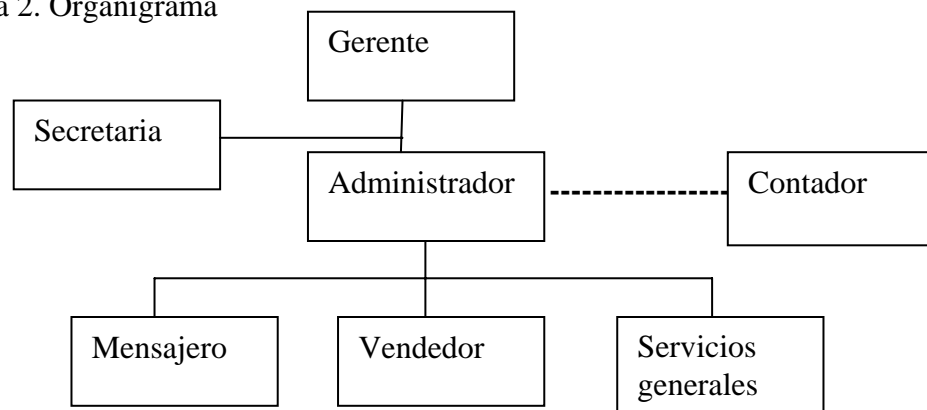 a 2. Organigrama
Gerente
Secretaria
Administrador
Contador
Mensajero
Vendedor
Servicios
generales